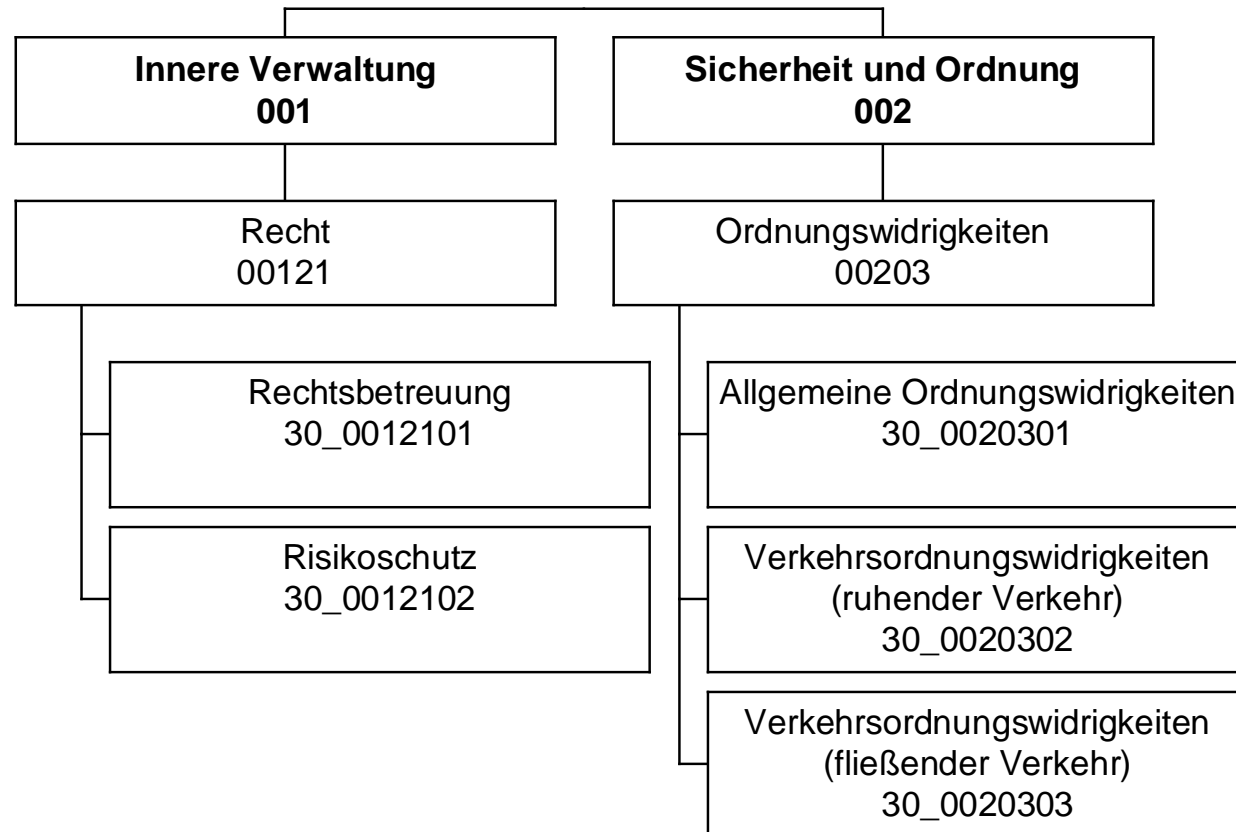 Innere Verwaltung
001
Sicherheit und Ordnung
002
Recht
00121
Ordnungswidrigkeiten
00203
Rechtsbetreuung
30_0012101
Allgemeine Ordnungswidrigkeiten
30_0020301
Risikoschutz
30_0012102
Verkehrsordnungswidrigkeiten
(ruhender Verkehr)
30_0020302
Verkehrsordnungswidrigkeiten
(fließender Verkehr)
30_0020303